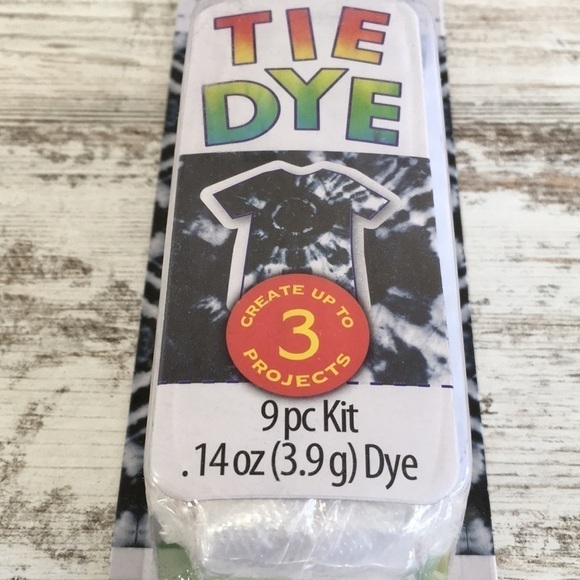 TIE
DYE
CREATE UP TO
3
PROJECTS
9 pc Kit
.14 oz (3.9 g) Dye